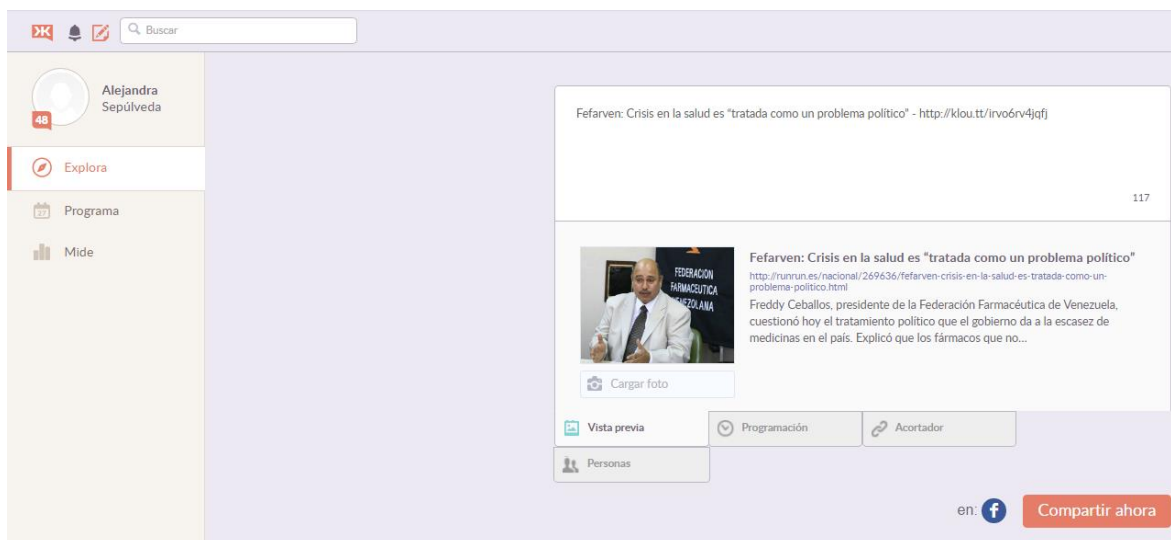 Buscar
Alejandra
Sepúlveda
48
Explora
27
Programa
Mide
Fefarven: Crisis en la salud es “tratada como un problema político” - http://klou.tt/irvo6rv4jqfj
117
FEDERACION
FARMACEUTICA
VENEZOLANA
Fefarven: Crisis en la salud es “tratada como un problema político”
http://runrun.es/nacional/269636/fefarven-crisis-en-la-salud-es-tratada-como-un-
problema-politico.html
Freddy Ceballos, presidente de la Federación Farmacéutica de Venezuela,
cuestionó hoy el tratamiento político que el gobierno da a la escasez de
medicinas en el país. Explicó que los fármacos que no...
Cargar foto
Vista previa
Programación
Acortador
Personas
en:
Compartir ahora